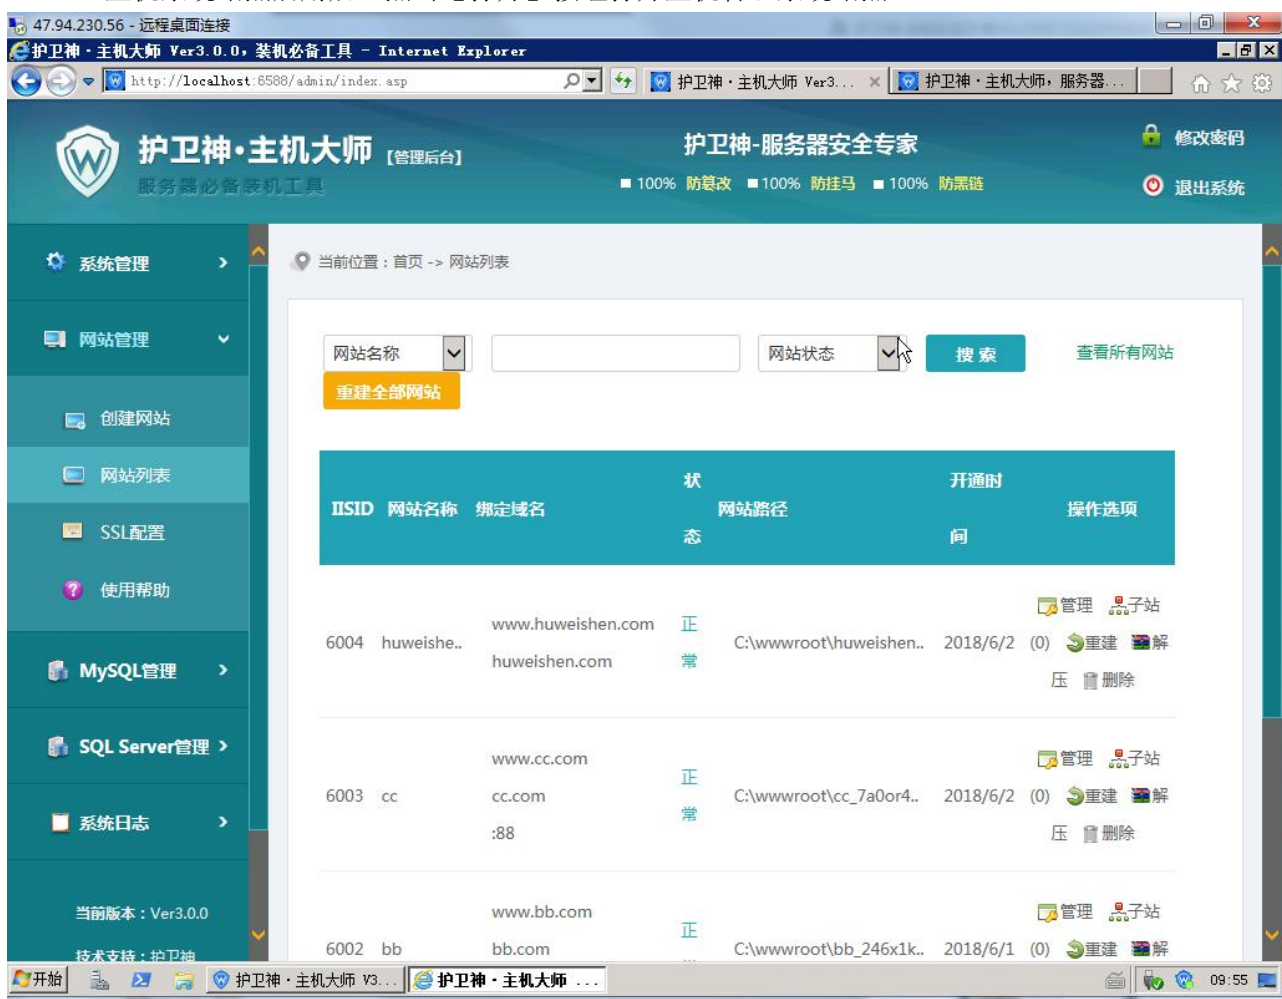 47.94.230.56 - 远程桌面连接
护卫神·主机大师 Ver3.0.0，装机必备工具 - Internet Explorer
http://localhost:6588/admin/index.asp
护卫神·主机大师 Ver3...
护卫神·主机大师，服务器...
护卫神·主机大师 【管理后台】
服务器必备装机工具
护卫神-服务器安全专家
100% 防篡改 100% 防挂马 100% 防黑链
修改密码
退出系统
系统管理
网站管理
创建网站
网站列表
SSL配置
使用帮助
MySQL管理
SQL Server管理
系统日志
当前版本：Ver3.0.0
技术支持：护卫神
当前位置：首页 -> 网站列表
网站名称
网站状态
搜 索
查看所有网站
重建全部网站
IISID 网站名称 绑定域名 状态 网站路径 开通时间 操作选项
6004 huweishe.. www.huweishen.com
huweishen.com
正常
C:\wwwroot\huweishen.. 2018/6/2
管理 子站
(0) 重建 解
压 删除
6003 cc www.cc.com
cc.com
:88
正常
C:\wwwroot\cc_7a0or4.. 2018/6/2
管理 子站
(0) 重建 解
压 删除
6002 bb www.bb.com
bb.com
正
C:\wwwroot\bb_246x1k.. 2018/6/1
管理 子站
(0) 重建 解
开始
护卫神·主机大师 V3...
护卫神·主机大师 ...
09:55